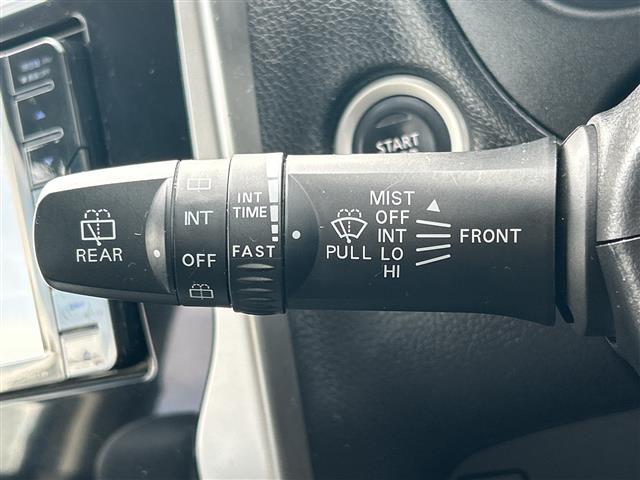 START
REAR
INT
OFF
INT
TIME
FAST
PULL
MIST
OFF
INT
LO
HI
FRONT